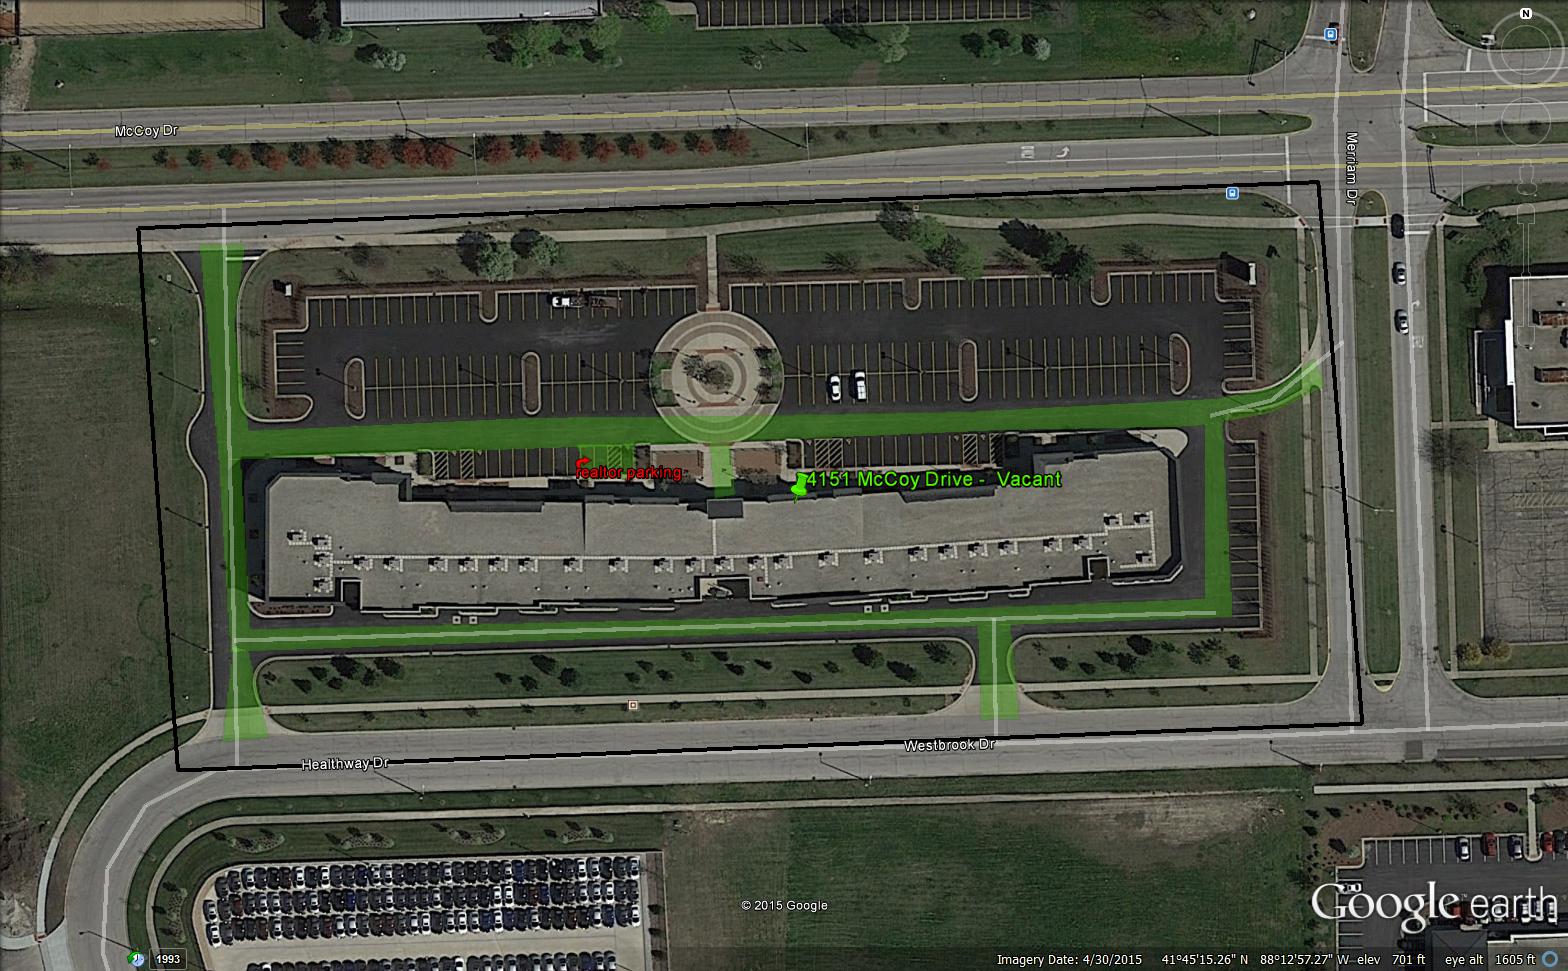 N
McCoy Dr
Merriam Dr
realtor parking
4151 McCoy Drive - Vacant
Westbrook Dr
Healthway Dr
© 2015 Google
Google earth
1993
Imagery Date: 4/30/2015 41°45'15.26" N 88°12'57.27" W elev 701 ft eye alt 1605 ft